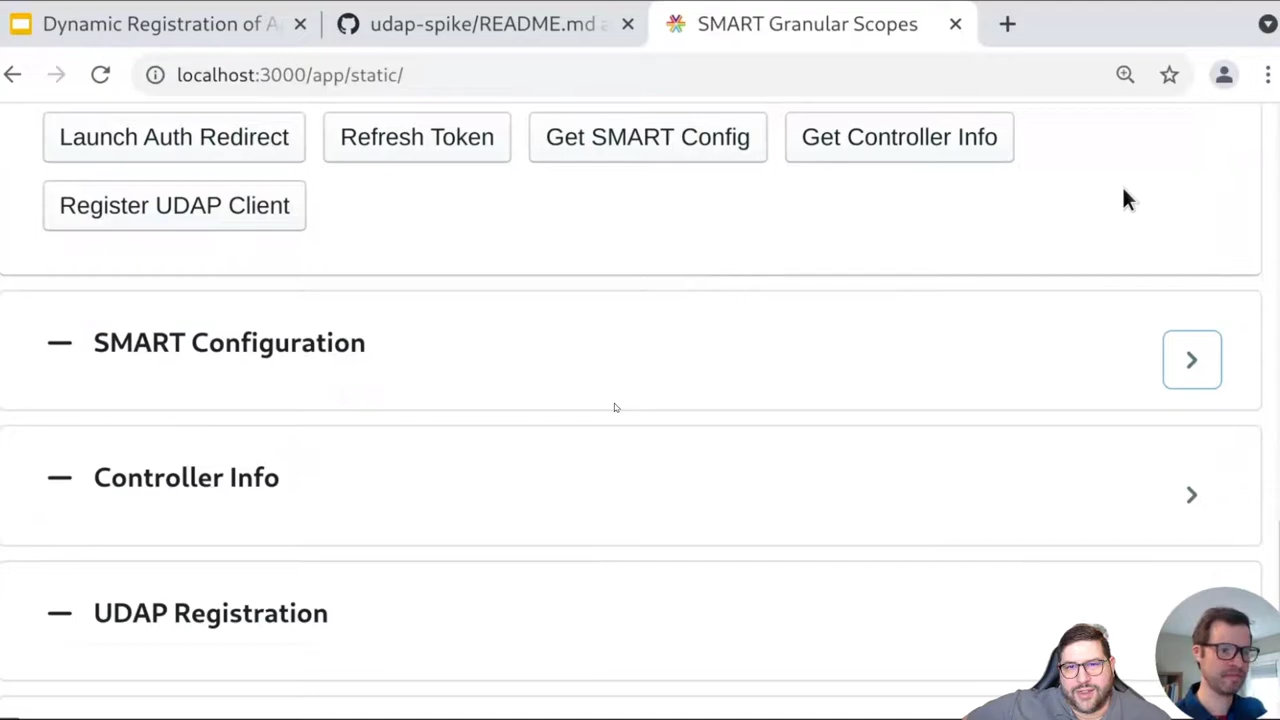 Dynamic Registration of A
udap-spike/README.md a
SMART Granular Scopes
localhost:3000/app/static/
Launch Auth Redirect
Refresh Token
Get SMART Config
Get Controller Info
Register UDAP Client
SMART Configuration
Controller Info
UDAP Registration